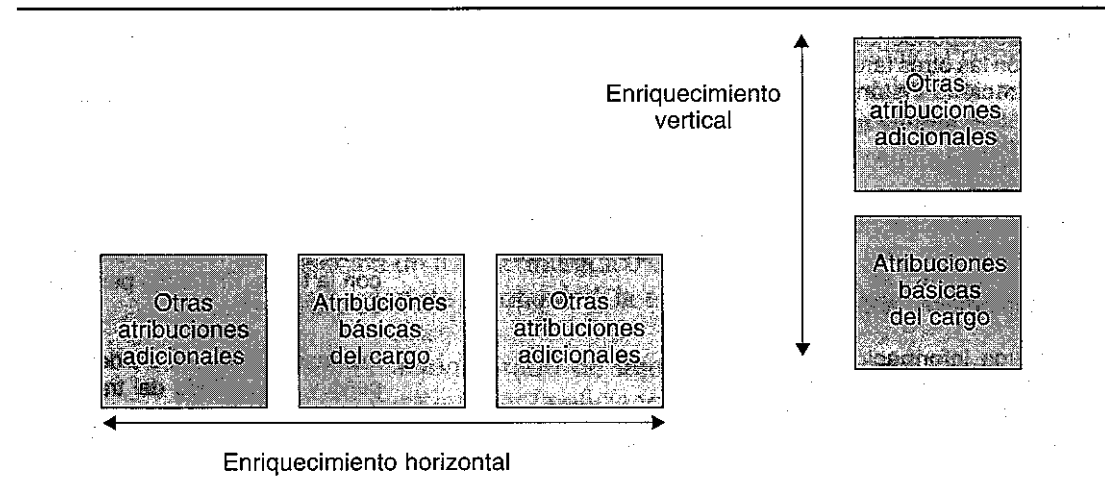 Enriquecimiento
vertical
Otras
atribuciones
adicionales
Atribuciones
básicas
del cargo
Otras
atribuciones
adicionales
Atribuciones
básicas
del cargo
Otras
atribuciones
adicionales
Enriquecimiento horizontal